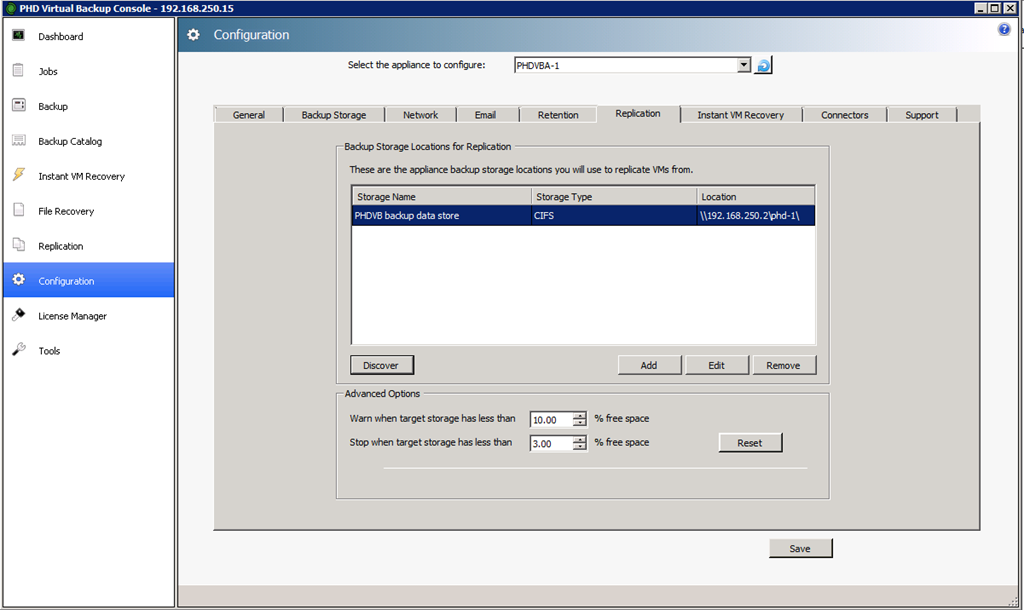 PHD Virtual Backup Console - 192.168.250.15
Dashboard
Jobs
Backup
Backup Catalog
Instant VM Recovery
File Recovery
Replication
Configuration
License Manager
Tools
Configuration
?
Select the appliance to configure: PHDVBA-1
General Backup Storage Network Email Retention Replication Instant VM Recovery Connectors Support
Backup Storage Locations for Replication
These are the appliance backup storage locations you will use to replicate VMs from.
Storage Name Storage Type Location
PHDVB backup data store CIFS \\192.168.250.2\phd-1\
Discover Add Edit Remove
Advanced Options
Warn when target storage has less than 10.00 % free space
Stop when target storage has less than 3.00 % free space
Reset
Save